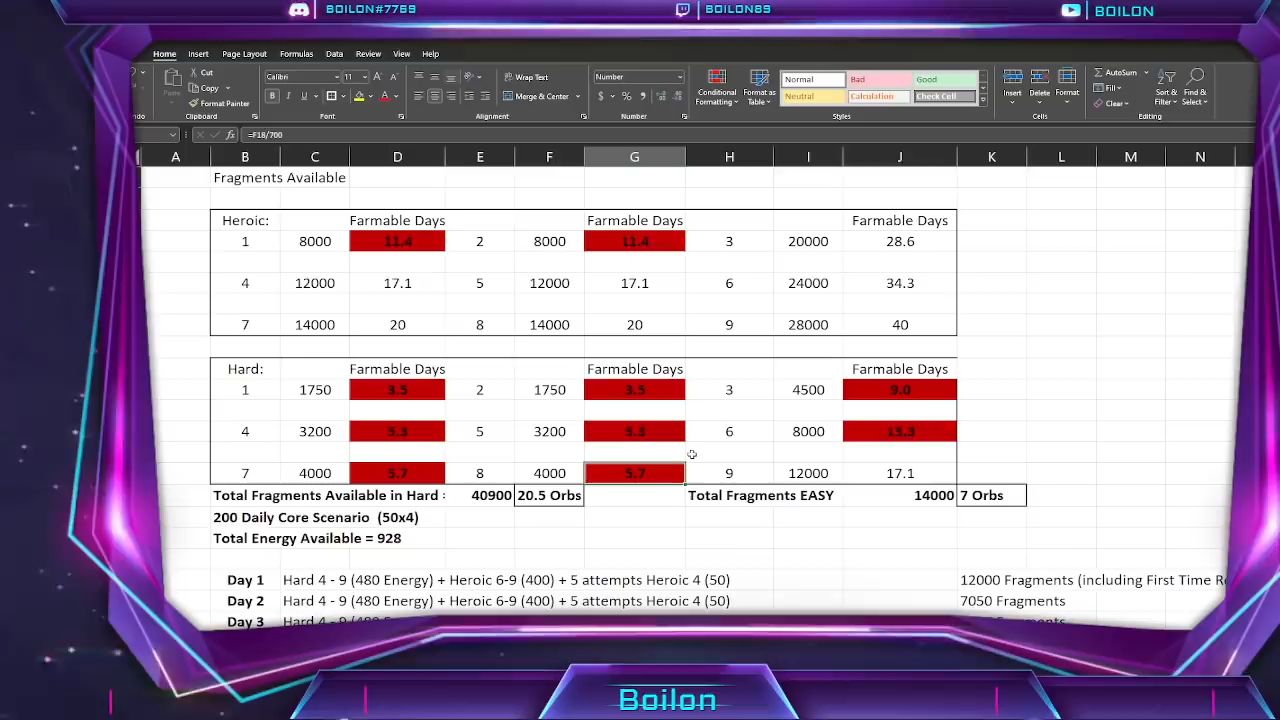 BOILON#7769 BOILON89 BOILON
Home Insert Page Layout Formulas Data Review View Help
Cut Calibri 11 Wrap Text Number Normal Bad Good AutoSum
Paste Copy Conditional Formatting Format as Table Insert Delete Format Fill Sort & Filter Find & Select
Format Painter Merge & Center Neutral Calculation Check Cell Clear
Clipboard Font Alignment Number Styles Cells Editing
=F18/700
A B C D E F G H I J K L M N
Fragments Available
Heroic: Farmable Days Farmable Days Farmable Days
1 8000 11.4 2 8000 11.4 3 20000 28.6
4 12000 17.1 5 12000 17.1 6 24000 34.3
7 14000 20 8 14000 20 9 28000 40
Hard: Farmable Days Farmable Days Farmable Days
1 1750 3.5 2 1750 3.5 3 4500 9.0
4 3200 5.3 5 3200 5.3 6 8000 13.3
7 4000 5.7 8 4000 5.7 9 12000 17.1
Total Fragments Available in Hard : 40900 20.5 Orbs Total Fragments EASY 14000 7 Orbs
200 Daily Core Scenario (50x4)
Total Energy Available = 928
Day 1 Hard 4 - 9 (480 Energy) + Heroic 6-9 (400) + 5 attempts Heroic 4 (50) 12000 Fragments (including First Time
Day 2 Hard 4 - 9 (480 Energy) + Heroic 6-9 (400) + 5 attempts Heroic 4 (50) 7050 Fragments
Day 3
Boilon